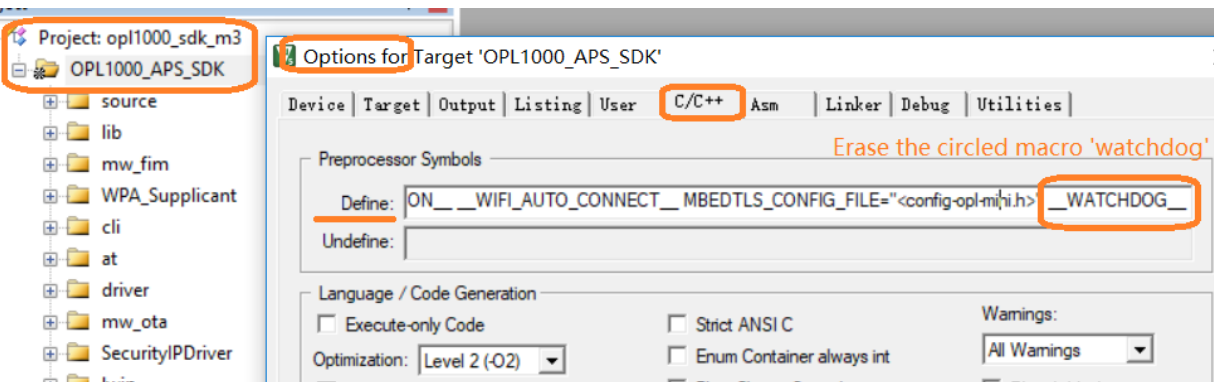 Project: opl1000_sdk_m3
OPL1000_APS_SDK
source
lib
mw_fim
WPA_Supplicant
cli
at
driver
mw_ota
SecurityIPDriver
Options for Target 'OPL1000_APS_SDK'
Device Target Output Listing User C/C++ Asm Linker Debug Utilities
Erase the circled macro 'watchdog'
Preprocessor Symbols
Define: ON__ __WIFI_AUTO_CONNECT__ MBEDTLS_CONFIG_FILE="<config-opl-mini.h>" __WATCHDOG__
Undefine:
Language / Code Generation
Execute-only Code
Strict ANSI C
Warnings:
Optimization: Level 2 (-O2)
Enum Container always int
All Warnings